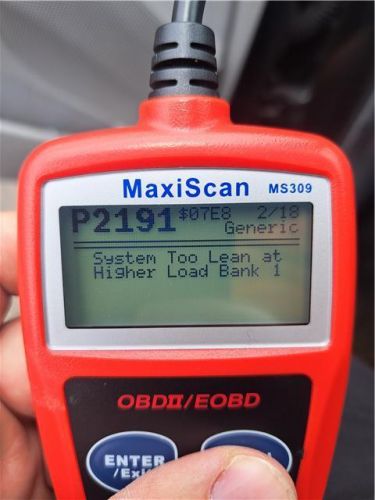 MaxiScan MS309
P2191 $07E8 2/18
Generic
System Too Lean at
Higher Load Bank 1
OBDII/EOBD
ENTER